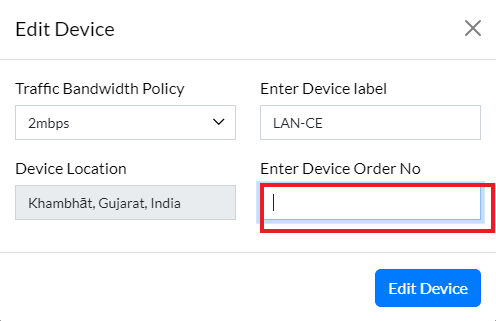 Edit Device
Traffic Bandwidth Policy
Enter Device label
2mbps
LAN-CE
Device Location
Enter Device Order No
Khambhāt, Gujarat, India
Edit Device